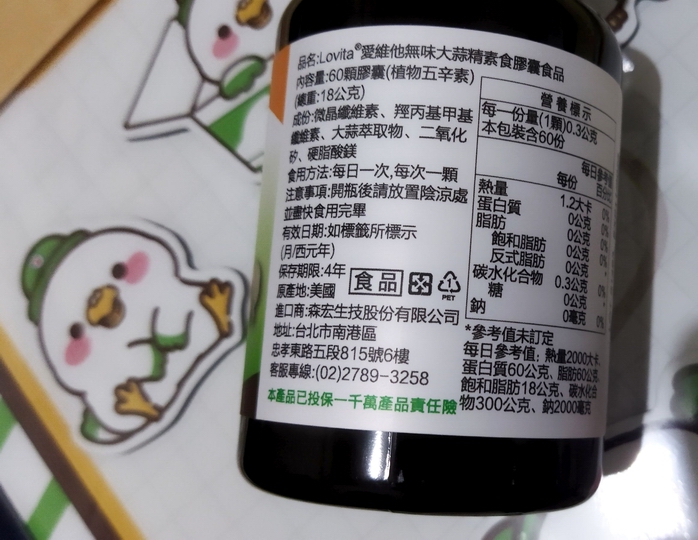 品名:Lovita®愛維他無味大蒜精素食膠囊食品
內容量:60顆膠囊(植物五辛素)
(總重:18公克)
成份:微晶纖維素、羥丙基甲基
纖維素、大蒜萃取物、二氧化
矽、硬脂酸鎂
食用方法:每日一次,每次一顆
注意事項:開瓶後請放置陰涼處
並盡快食用完畢
有效日期:如標籤所標示
(月/西元年)
保存期限:4年
食品
PET
原產地:美國
進口商:森宏生技股份有限公司
地址:台北市南港區
忠孝東路五段815號6樓
客服專線:(02)2789-3258
本產品已投保一千萬產品責任險
營養標示
每一份量(1顆)0.3公克
本包裝含60份
每份 每日參考值
熱量 1.2大卡 0%
蛋白質 0公克 0%
脂肪 0公克 0%
飽和脂肪 0公克 0%
反式脂肪 0公克 *
碳水化合物 0.3公克 0%
糖 0公克 *
鈉 0毫克 0%
*參考值未訂定
每日參考值:熱量2000大卡、
蛋白質60公克、脂肪60公克、
飽和脂肪18公克、碳水化合
物300公克、鈉2000毫克